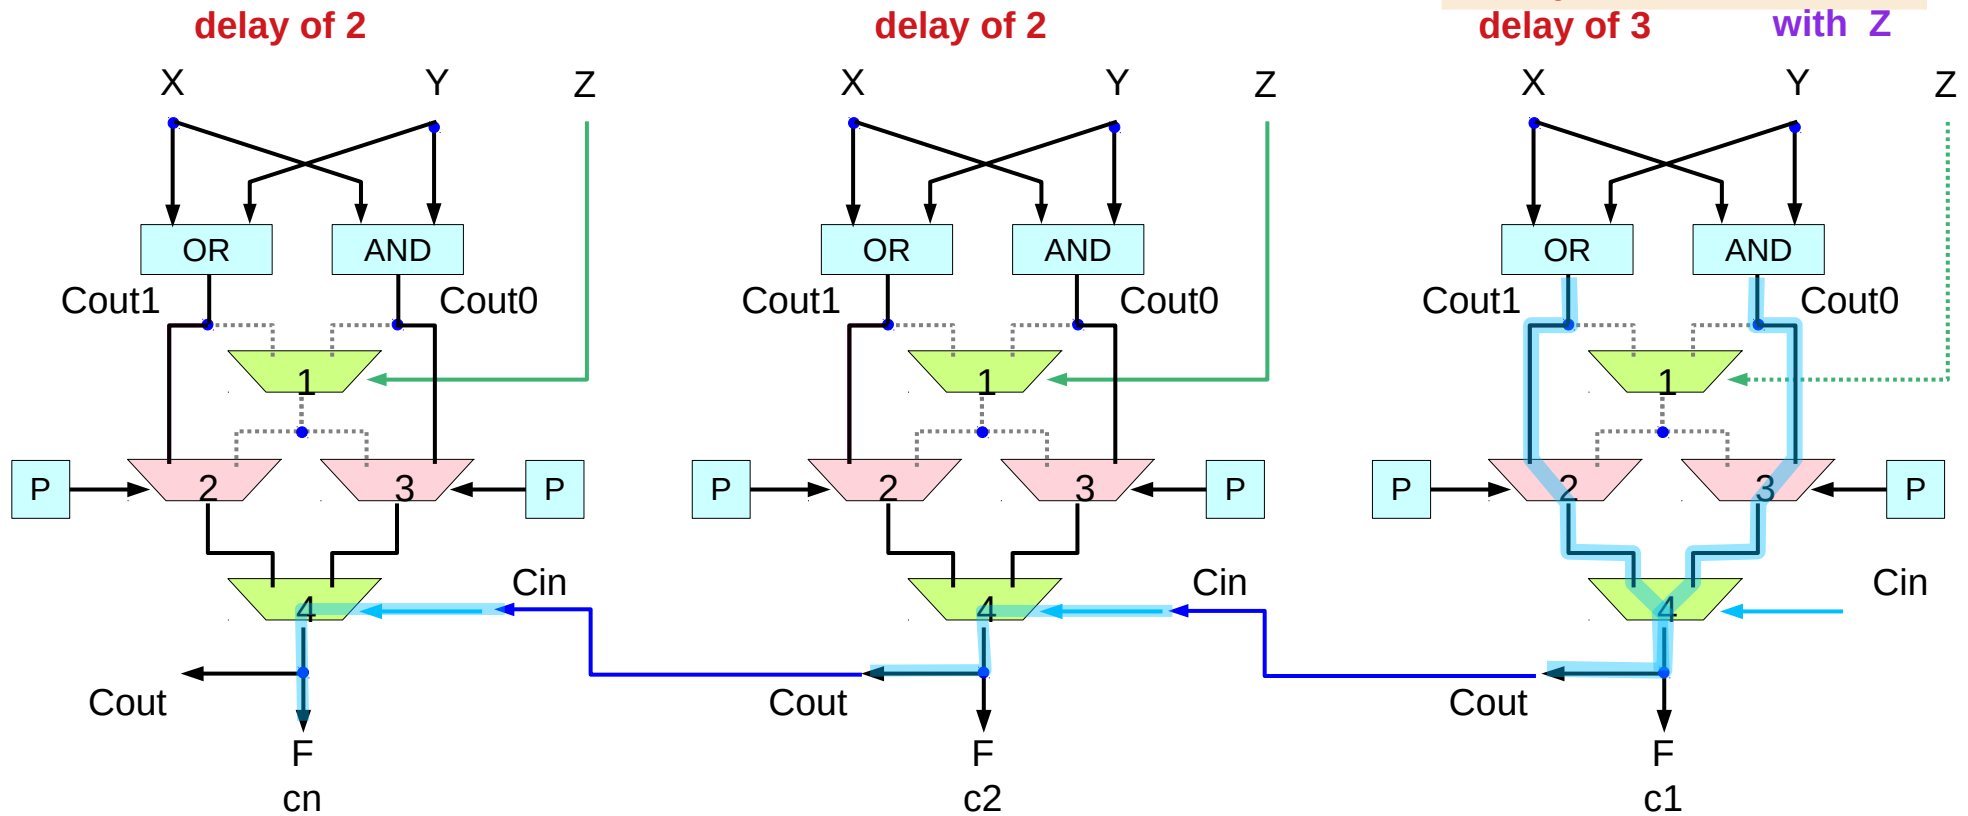 delay of 2 delay of 2 delay of 3 with Z
X Y Z X Y Z X Y Z
OR AND OR AND OR AND
Cout1 Cout0 Cout1 Cout0 Cout1 Cout0
1 1 1
P 2 3 P P 2 3 P P 2 3 P
Cin Cin Cin
4 4 4
Cout Cout Cout
F F F
cn c2 c1